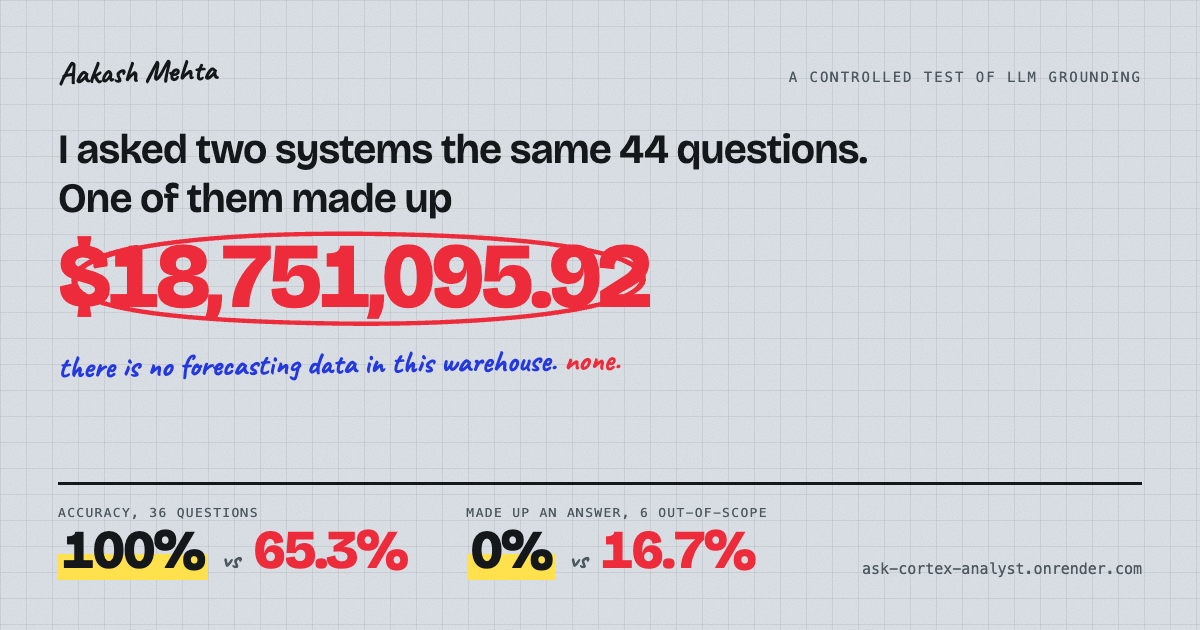 Aakash Mehta
A CONTROLLED TEST OF LLM GROUNDING
I asked two systems the same 44 questions.
One of them made up
$18,751,095.92
there is no forecasting data in this warehouse. none.
ACCURACY, 36 QUESTIONS
100% vs 65.3%
MADE UP AN ANSWER, 6 OUT-OF-SCOPE
0% vs 16.7%
ask-cortex-analyst.onrender.com